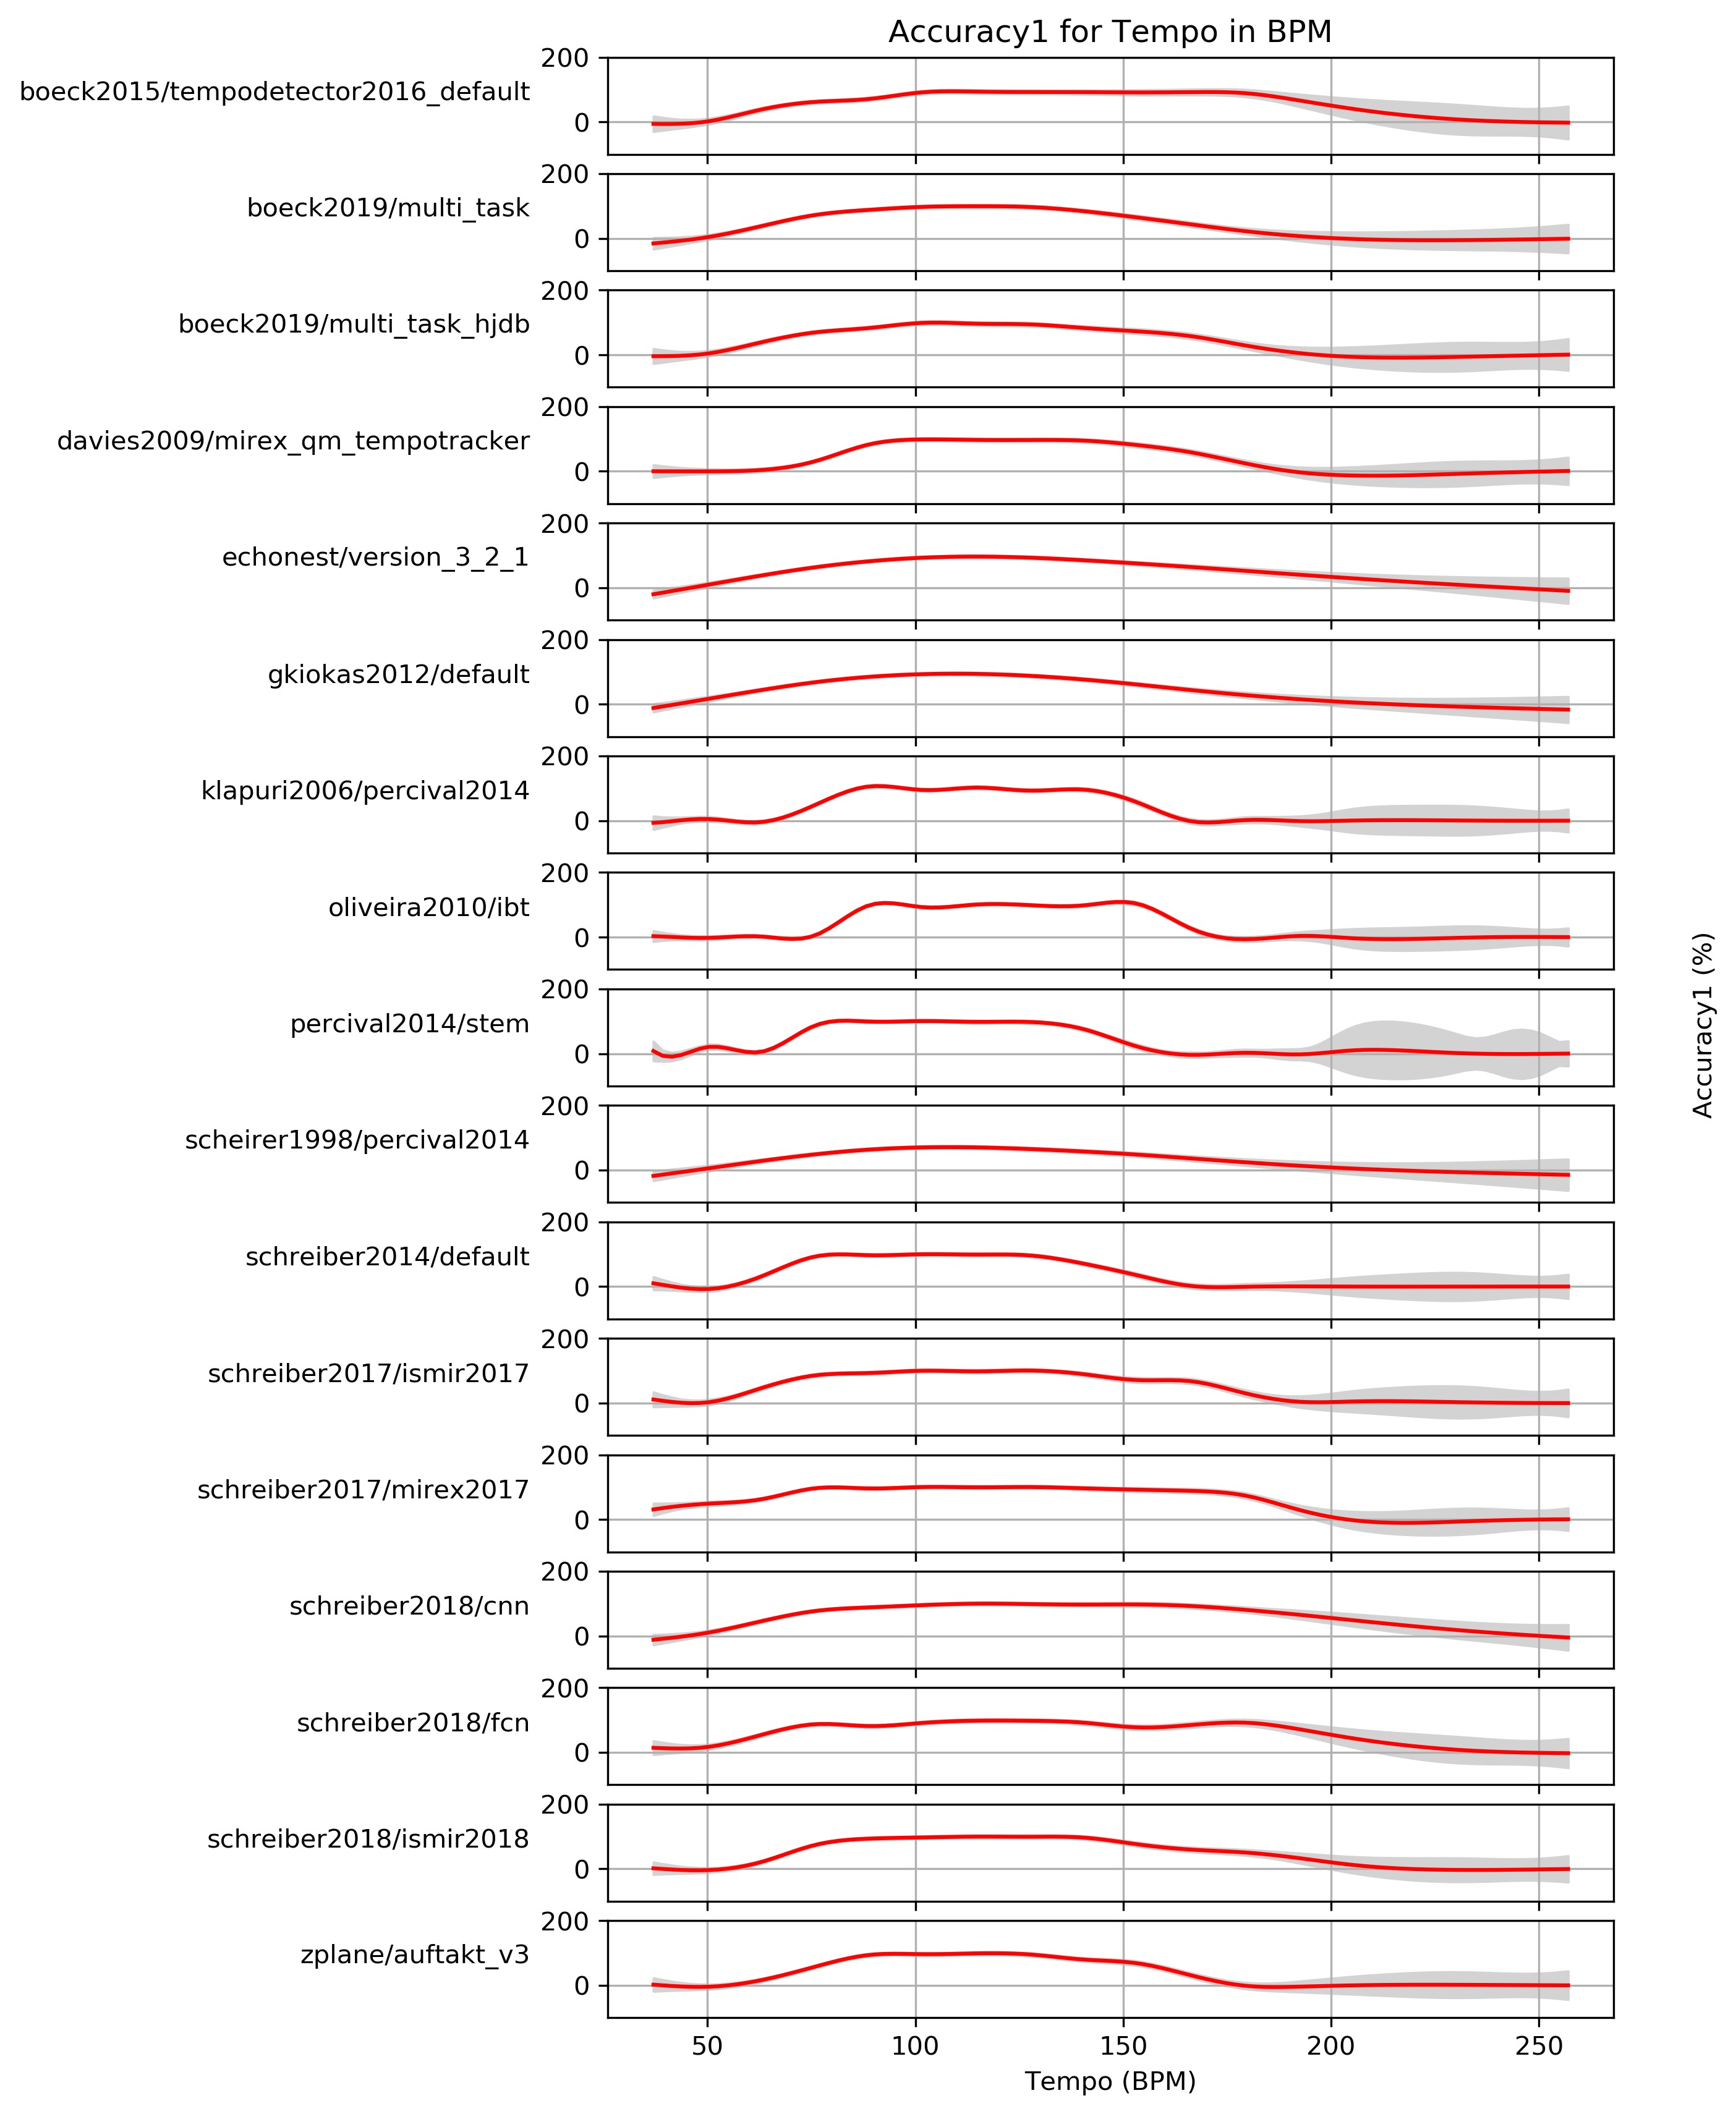 Accuracy1 for Tempo in BPM
200
boeck2015/tempodetector2016_default
0
200
boeck2019/multi_task
0
200
boeck2019/multi_task_hjdb
0
200
davies2009/mirex_qm_tempotracker
0
200
echonest/version_3_2_1
0
200
gkiokas2012/default
0
200
klapuri2006/percival2014
0
200
oliveira2010/ibt
0
200
percival2014/stem
0
200
scheirer1998/percival2014
0
200
schreiber2014/default
0
200
schreiber2017/ismir2017
0
200
schreiber2017/mirex2017
0
200
schreiber2018/cnn
0
200
schreiber2018/fcn
0
200
schreiber2018/ismir2018
0
200
zplane/auftakt_v3
0
50 100 150 200 250
Tempo (BPM)
Accuracy1 (%)